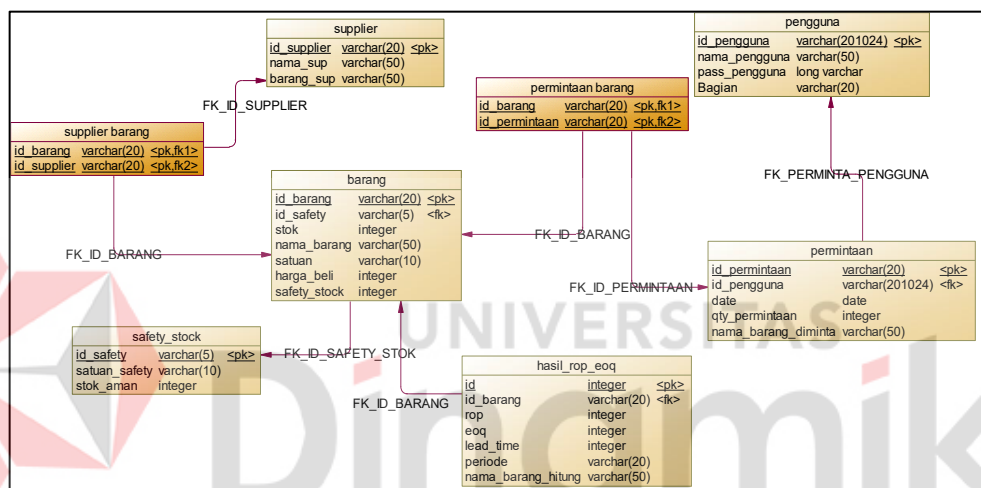 supplier
id_supplier varchar(20) <pk>
nama_sup varchar(50)
barang_sup varchar(50)
pengguna
id_pengguna varchar(201024) <pk>
nama_pengguna varchar(50)
pass_pengguna long varchar
Bagian varchar(20)
permintaan barang
id_barang varchar(20) <pk,fk1>
id_permintaan varchar(20) <pk,fk2>
FK_ID_SUPPLIER
supplier barang
id_barang varchar(20) <pk,fk1>
id_supplier varchar(20) <pk,fk2>
FK_PERMINTA_PENGGUNA
barang
id_barang varchar(20) <pk>
id_safety varchar(5) <fk>
stok integer
nama_barang varchar(50)
satuan varchar(10)
harga_beli integer
safety_stock integer
FK_ID_BARANG
FK_ID_BARANG
permintaan
id_permintaan varchar(20) <pk>
id_pengguna varchar(201024) <fk>
date date
qty_permintaan integer
nama_barang_diminta varchar(50)
FK_ID_PERMINTAAN
UNIVERSITAS
Dinamik
safety_stock
id_safety varchar(5) <pk>
satuan_safety varchar(10)
stok_aman integer
FK_ID_SAFETY_STOK
FK_ID_BARANG
hasil_rop_eoq
id integer <pk>
id_barang varchar(20) <fk>
rop integer
eoq integer
lead_time integer
periode varchar(20)
nama_barang_hitung varchar(50)